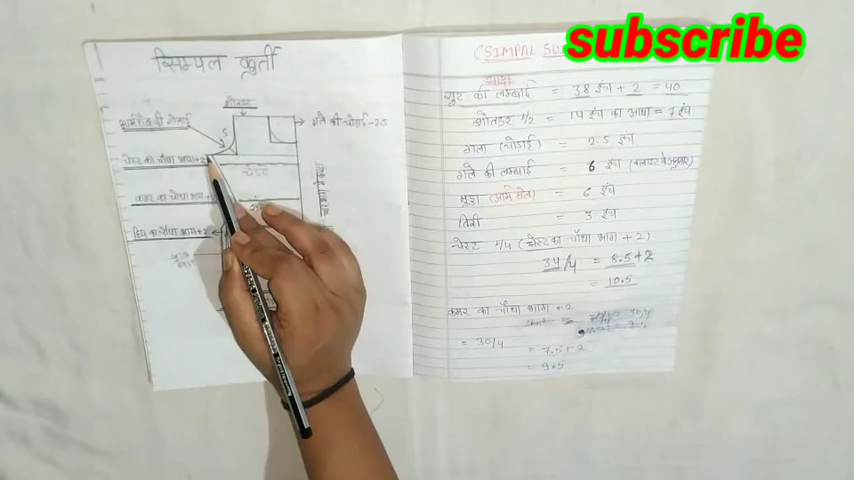 सिम्पल कुर्ती
शोल्डर
गले की चौड़ाई - 2.5
5
चेस्ट का चौथा भाग + 2
चेस्ट
कमर का चौथा भाग
हिप का चौथा भाग + 2
subscribe
(SIMPAL SU
सूट की लम्बाई = 38 इंच + 2 = 40
शोल्डर 1/2 = 14 इंच का आधा = 7 इंच
गला (चौड़ाई) = 2.5 इंच
गले की लम्बाई = 6 इंच
मुड्ढा (आर्म होल) = 6 इंच
तिरी = 3 इंच
चेस्ट 1/4 (चेस्ट का चौथा भाग + 2)
34/4 = 8.5+2
= 10.5
कमर का चौथा भाग + 2
= 30/4 = 7.5+2
= 9.5